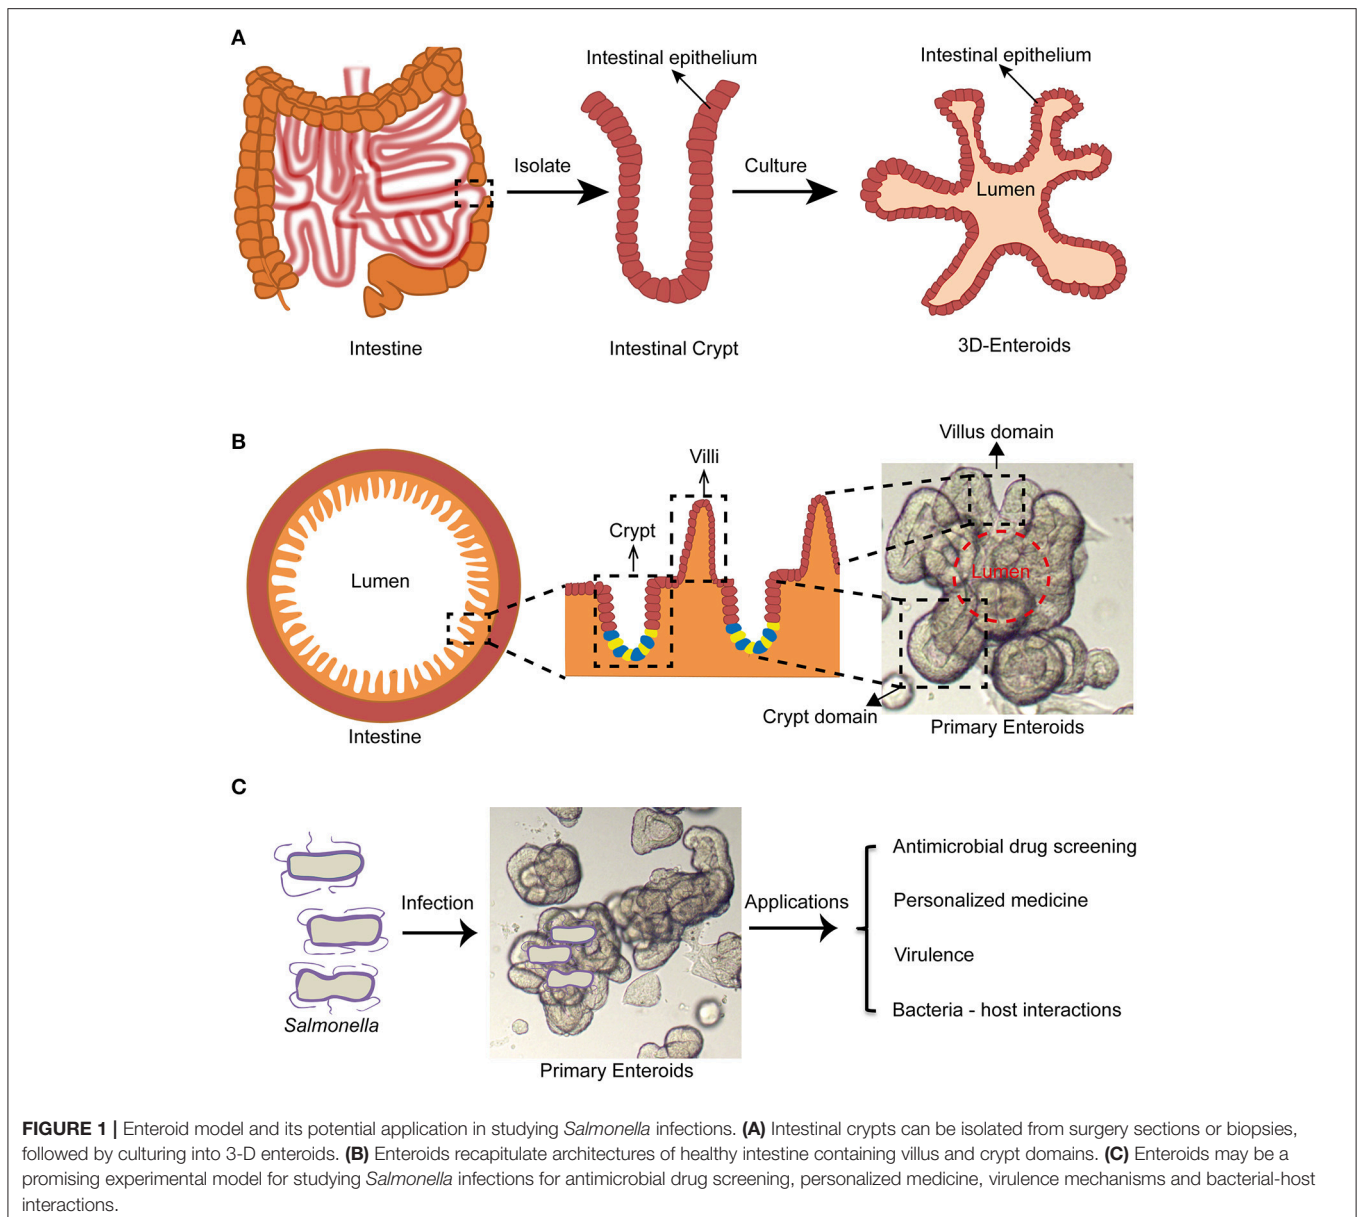 A
Intestinal epithelium
Intestinal epithelium
Isolate
Culture
Lumen
Intestine
Intestinal Crypt
3D-Enteroids
B
Villus domain
Villi
Crypt
Lumen
Lumen
Crypt domain
Intestine
Primary Enteroids
C
Antimicrobial drug screening
Infection
Applications
Personalized medicine
Virulence
Salmonella
Bacteria - host interactions
Primary Enteroids
FIGURE 1 | Enteroid model and its potential application in studying Salmonella infections. (A) Intestinal crypts can be isolated from surgery sections or biopsies,
followed by culturing into 3-D enteroids. (B) Enteroids recapitulate architectures of healthy intestine containing villus and crypt domains. (C) Enteroids may be a
promising experimental model for studying Salmonella infections for antimicrobial drug screening, personalized medicine, virulence mechanisms and bacterial-host
interactions.